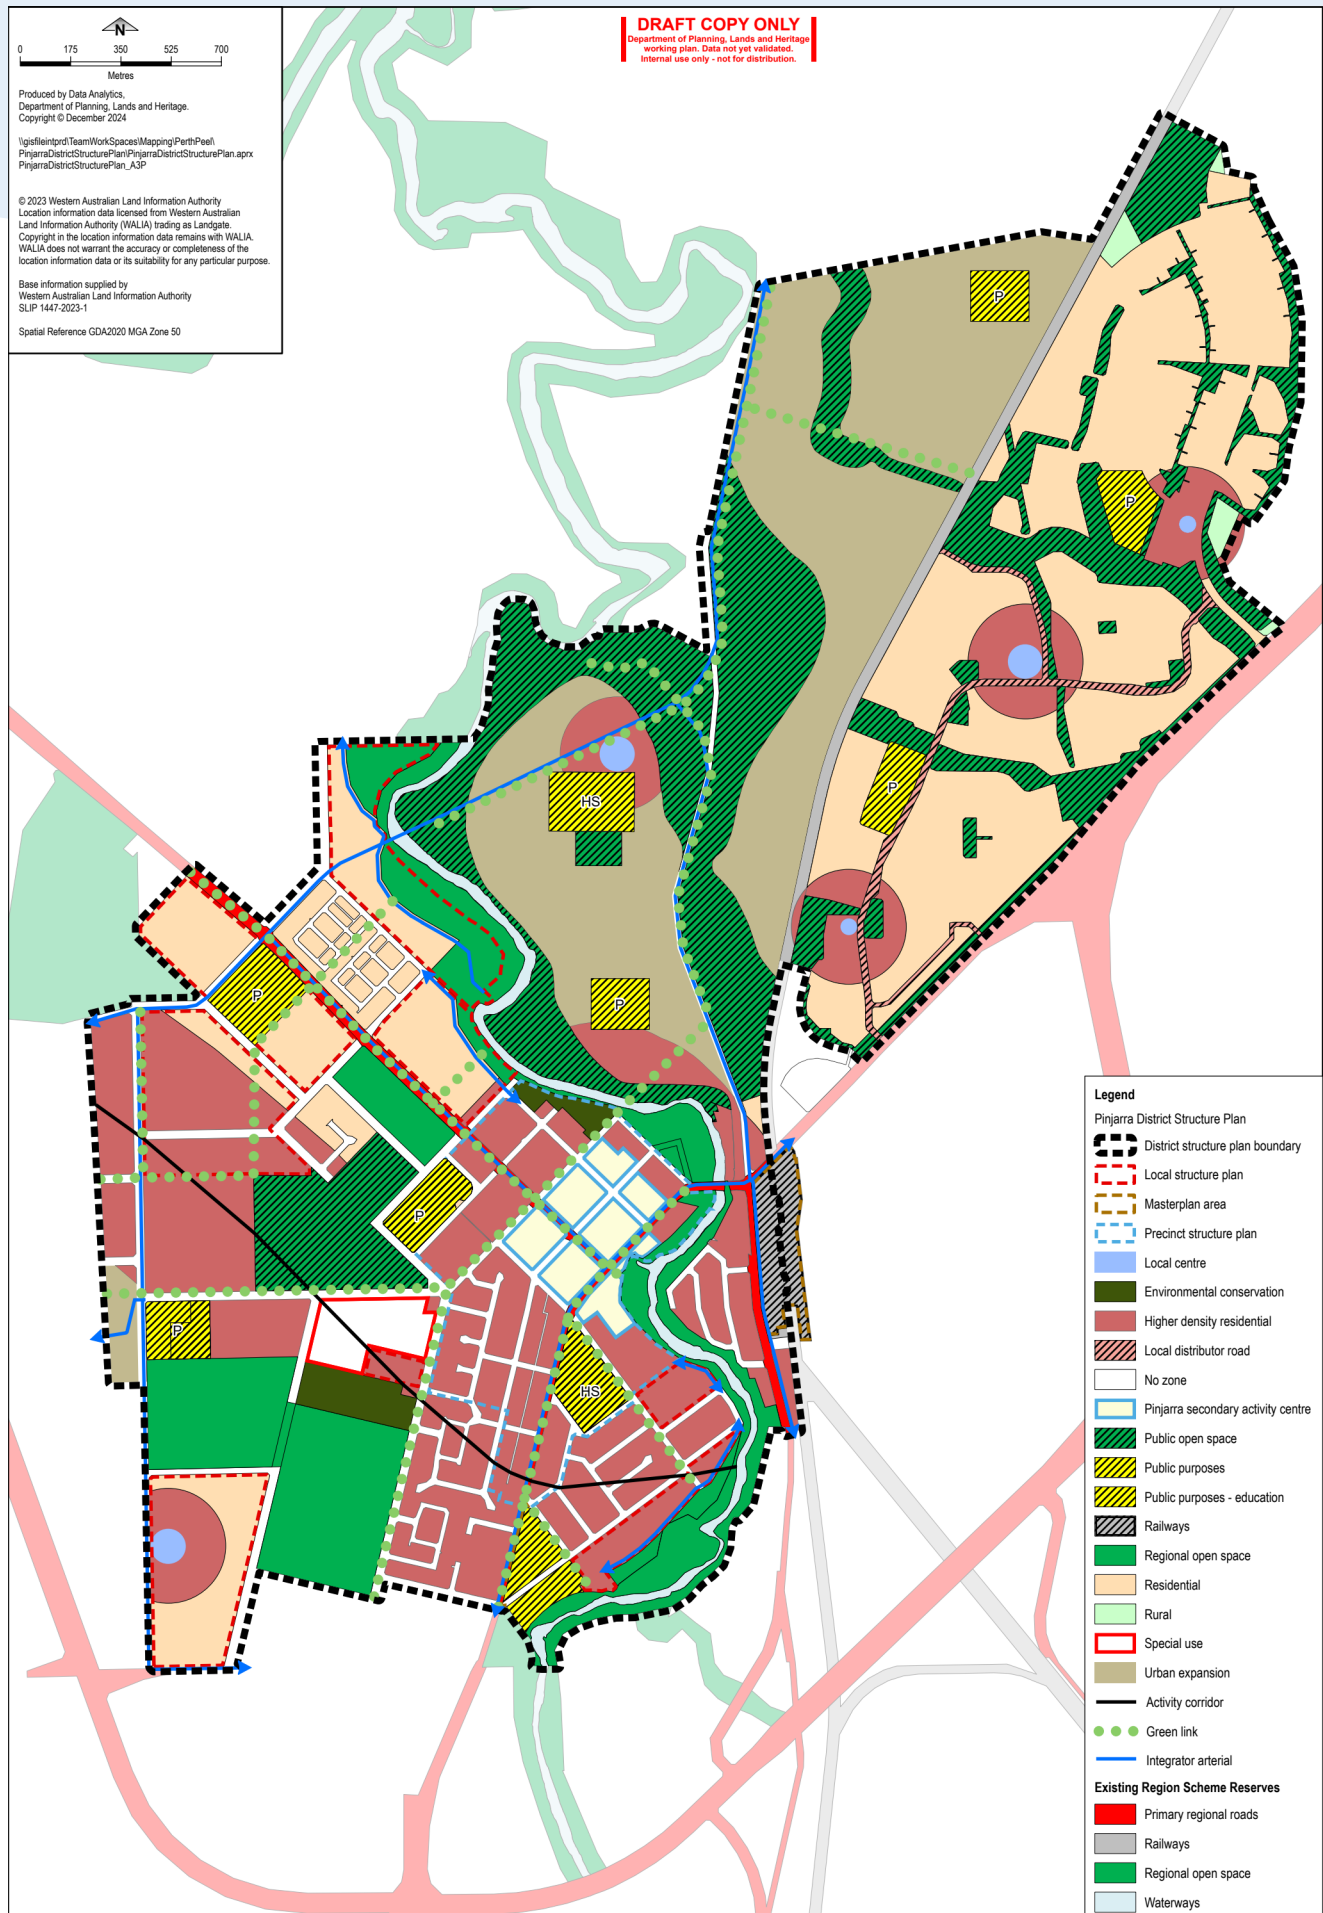 N
0 175 350 525 700
Metres
Produced by Data Analytics,
Department of Planning, Lands and Heritage.
Copyright © December 2024
\\gisfileintprd\TeamWorkSpaces\Mapping\PerthPeel\
PinjarraDistrictStructurePlan\PinjarraDistrictStructurePlan.aprx
PinjarraDistrictStructurePlan_A3P
© 2023 Western Australian Land Information Authority
Location information data licensed from Western Australian
Land Information Authority (WALIA) trading as Landgate.
Copyright in the location information data remains with WALIA.
WALIA does not warrant the accuracy or completeness of the
location information data or its suitability for any particular purpose.
Base information supplied by
Western Australian Land Information Authority
SLIP 1447-2023-1
Spatial Reference GDA2020 MGA Zone 50
DRAFT COPY ONLY
Department of Planning, Lands and Heritage
working plan. Data not yet validated.
Internal use only - not for distribution.
P
P
P
HS
P
P
P
P
HS
Legend
Pinjarra District Structure Plan
District structure plan boundary
Local structure plan
Masterplan area
Precinct structure plan
Local centre
Environmental conservation
Higher density residential
Local distributor road
No zone
Pinjarra secondary activity centre
Public open space
Public purposes
Public purposes - education
Railways
Regional open space
Residential
Rural
Special use
Urban expansion
Activity corridor
Green link
Integrator arterial
Existing Region Scheme Reserves
Primary regional roads
Railways
Regional open space
Waterways